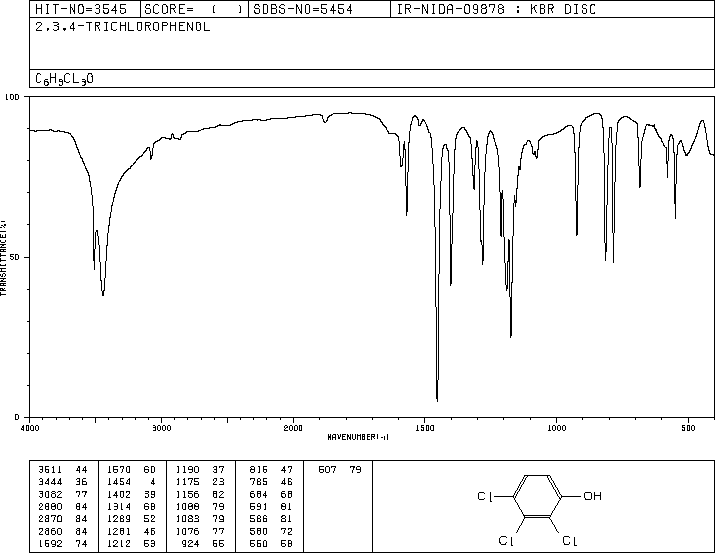 HIT-NO=3545 SCORE= ( ) SDBS-NO=5454 IR-NIDA-09878 : KBR DISC
2,3,4-TRICHLOROPHENOL
C6H3CL3O
100
50
0
TRANSMITTANCE(%)
4000 3000 2000 1500 1000 500
WAVENUMBER(-1)
3511 44 1570 60 1190 37 816 47 507 79
3444 36 1454 4 1175 23 785 46
3082 77 1402 39 1156 62 684 68
2880 84 1314 68 1088 79 591 81
2870 84 1289 52 1083 79 586 81
2860 84 1281 46 1076 77 580 72
1592 74 1212 53 924 55 550 58
Cl OH
Cl Cl